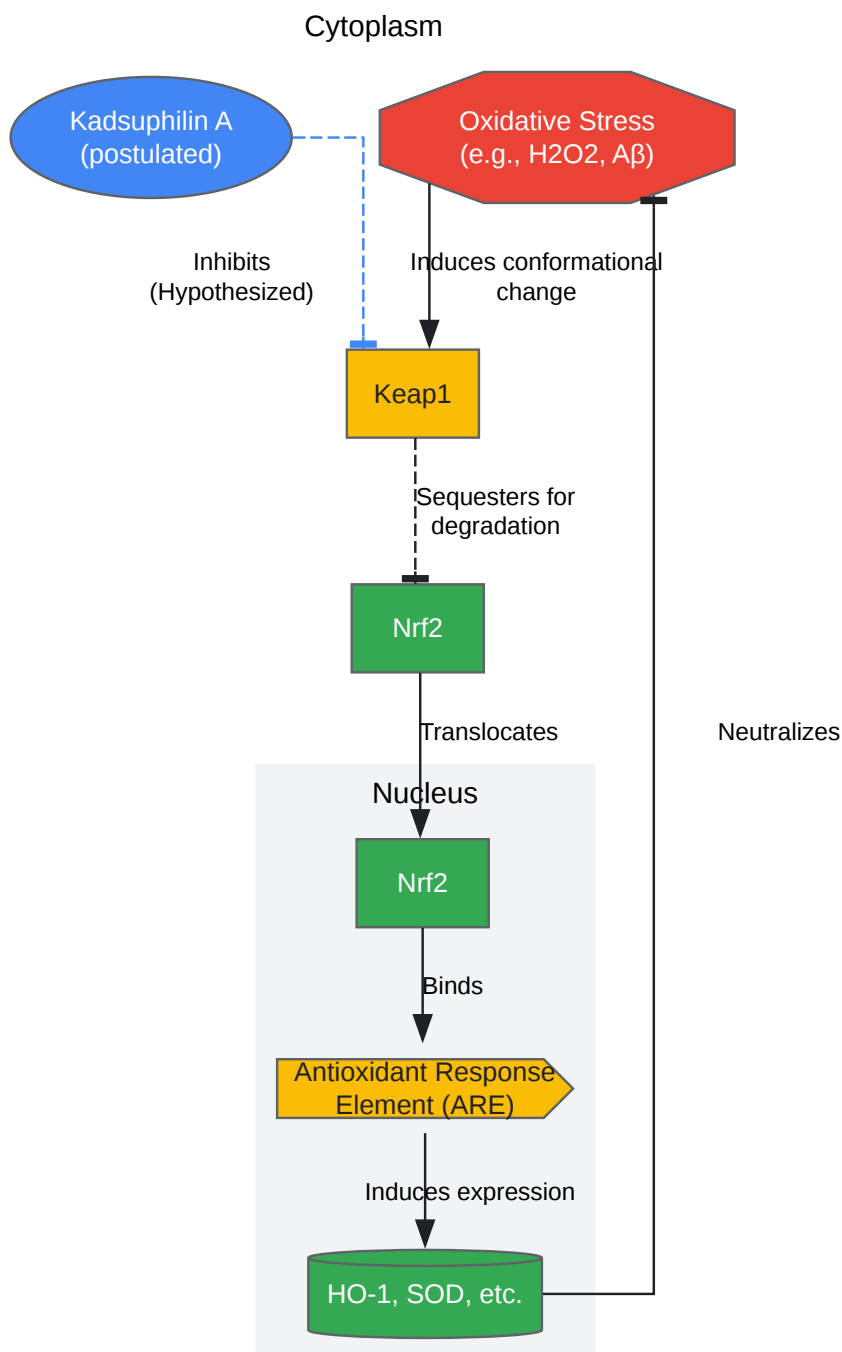 Cytoplasm
Kadsuphilin A
(postulated)
Oxidative Stress
(e.g., H2O2, Aβ)
Inhibits
(Hypothesized)
Induces conformational
change
Keap1
Sequesters for
degradation
Nrf2
Translocates
Neutralizes
Nucleus
Nrf2
Binds
Antioxidant Response
Element (ARE)
Induces expression
HO-1, SOD, etc.